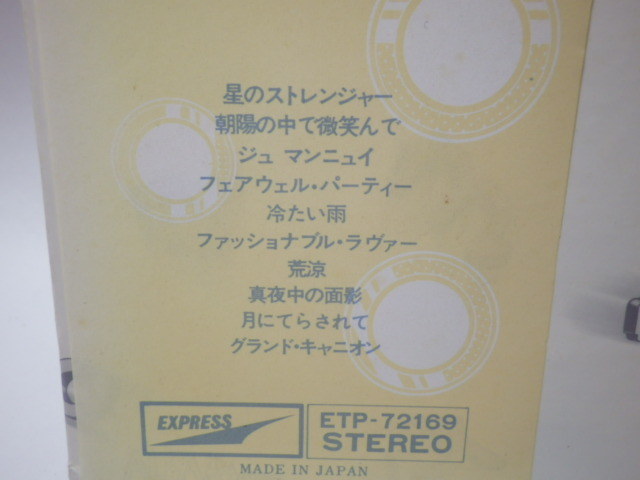 星のストレンジャー
朝陽の中で微笑んで
ジュ マンニュイ
フェアウェル・パーティー
冷たい雨
ファッショナブル・ラヴァー
荒涼
真夜中の面影
月にてらされて
グランド・キャニオン
EXPRESS
ETP-72169
STEREO
MADE IN JAPAN